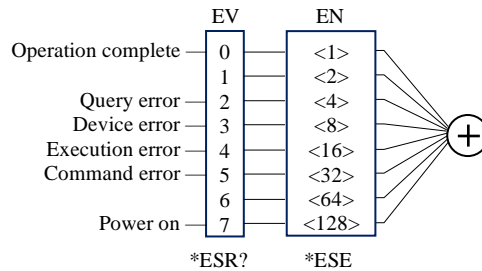 EV EN
Operation complete 0 <1>
1 <2>
Query error 2 <4>
Device error 3 <8>
Execution error 4 <16>
Command error 5 <32>
6 <64>
Power on 7 <128>
+
*ESR? *ESE